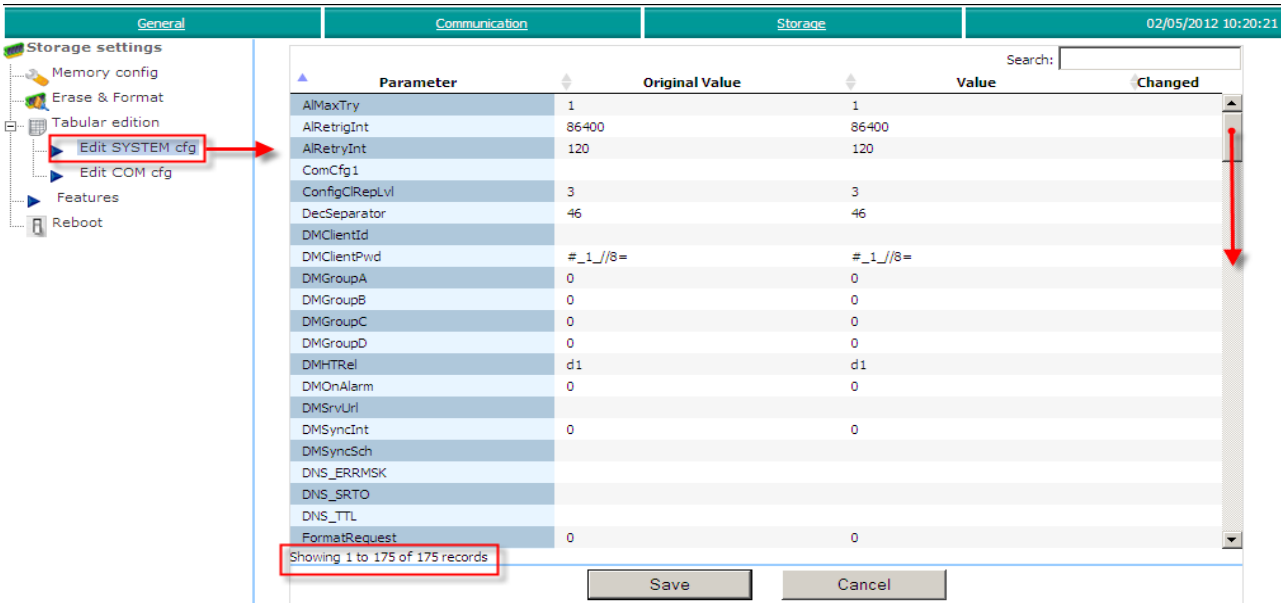 General Communication Storage 02/05/2012 10:20:21
Storage settings
Memory config
Erase & Format
Tabular edition
Edit SYSTEM cfg
Edit COM cfg
Features
Reboot
Search:
Parameter Original Value Value Changed
AlMaxTry 1 1
AlRetrigInt 86400 86400
AlRetryInt 120 120
ComCfg1
ConfigClRepLvl 3 3
DecSeparator 46 46
DMClientId
DMClientPwd #_1_//8= #_1_//8=
DMGroupA 0 0
DMGroupB 0 0
DMGroupC 0 0
DMGroupD 0 0
DMHTRel d1 d1
DMOnAlarm 0 0
DMSrvUrl
DMSyncInt 0 0
DMSyncSch
DNS_ERRMSK
DNS_SRTO
DNS_TTL
FormatRequest 0 0
Showing 1 to 175 of 175 records
Save Cancel